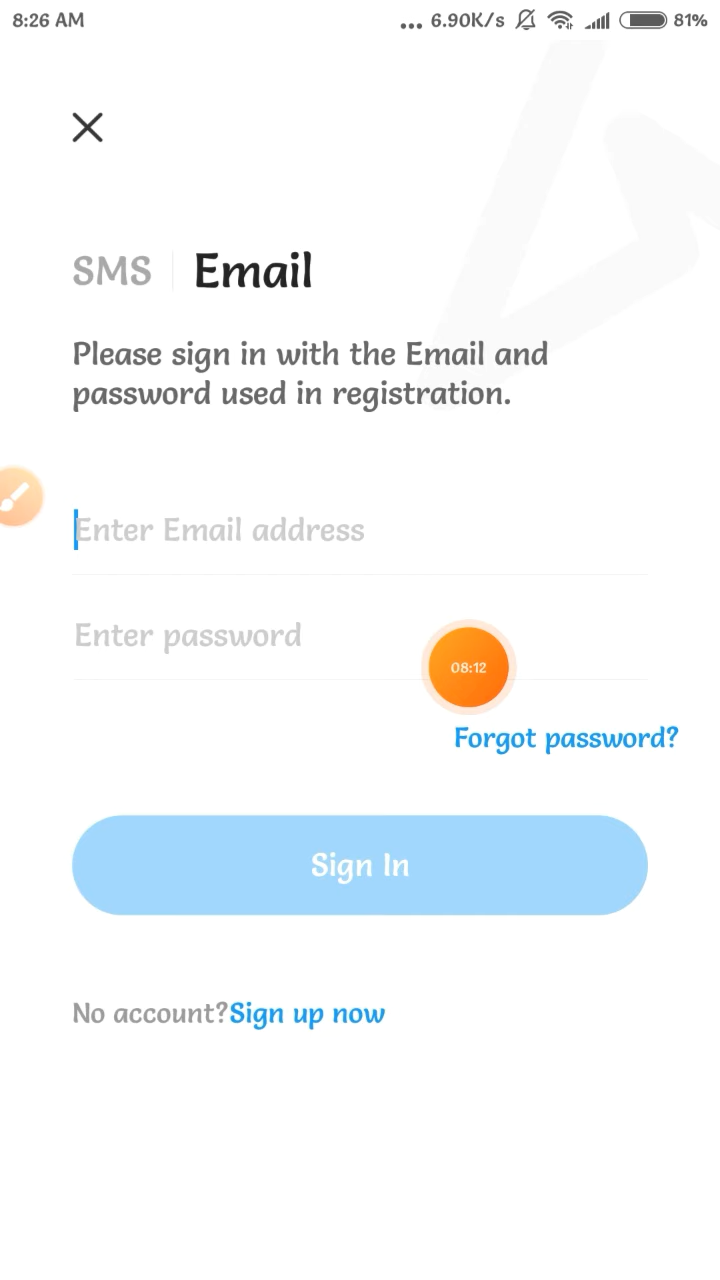 8:26 AM ... 6.90K/s 81%
SMS Email
Please sign in with the Email and
password used in registration.
Enter Email address
Enter password
08:12
Forgot password?
Sign In
No account?Sign up now